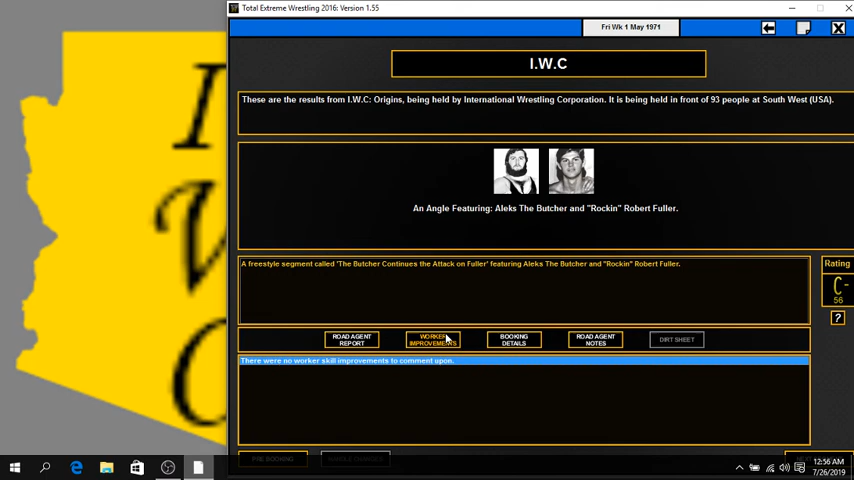 Total Extreme Wrestling 2016: Version 1.55
Fri Wk 1 May 1971
I.W.C
These are the results from I.W.C: Origins, being held by International Wrestling Corporation. It is being held in front of 93 people at South West (USA).
An Angle Featuring: Aleks The Butcher and "Rockin" Robert Fuller.
A freestyle segment called 'The Butcher Continues the Attack on Fuller' featuring Aleks The Butcher and "Rockin" Robert Fuller.
Rating
C-
56
?
ROAD AGENT
REPORT
WORKER
IMPROVEMENTS
BOOKING
DETAILS
ROAD AGENT
NOTES
DIRT SHEET
There were no worker skill improvements to comment upon.
PRE BOOKING
HANDLE CHANGES
12:56 AM
7/26/2019
I
W
C